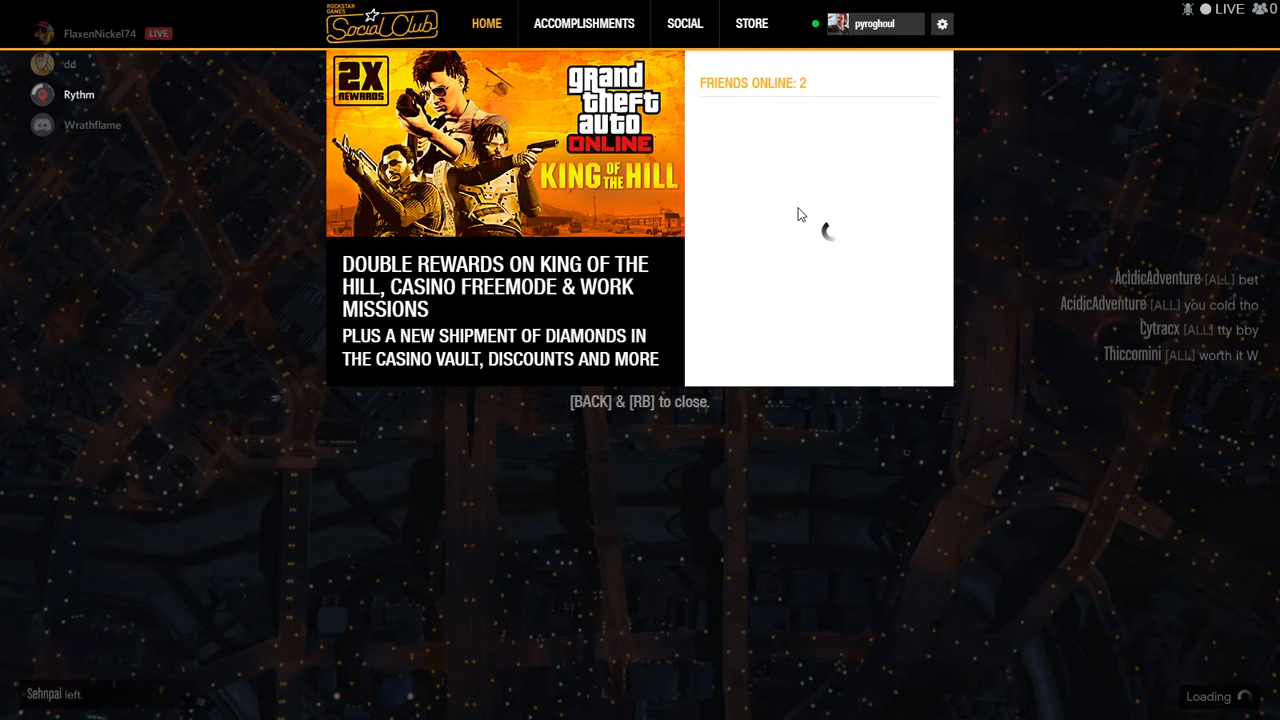 ROCKSTAR
GAMES
Social Club
HOME
ACCOMPLISHMENTS
SOCIAL
STORE
pyroghoul
LIVE
0
FlaxenNickel74
LIVE
dd
Rythm
Wrathflame
2X
REWARDS
grand
theft
auto
ONLINE
KING OF THE HILL
FRIENDS ONLINE: 2
DOUBLE REWARDS ON KING OF THE
HILL, CASINO FREEMODE & WORK
MISSIONS
PLUS A NEW SHIPMENT OF DIAMONDS IN
THE CASINO VAULT, DISCOUNTS AND MORE
[BACK] & [RB] to close.
AcidicAdventure [ALL] bet
AcidicAdventure [ALL] you cold tho
Cytracx [ALL] tty bby
Thiccomini [ALL] worth it W
Sehnpai left.
Loading